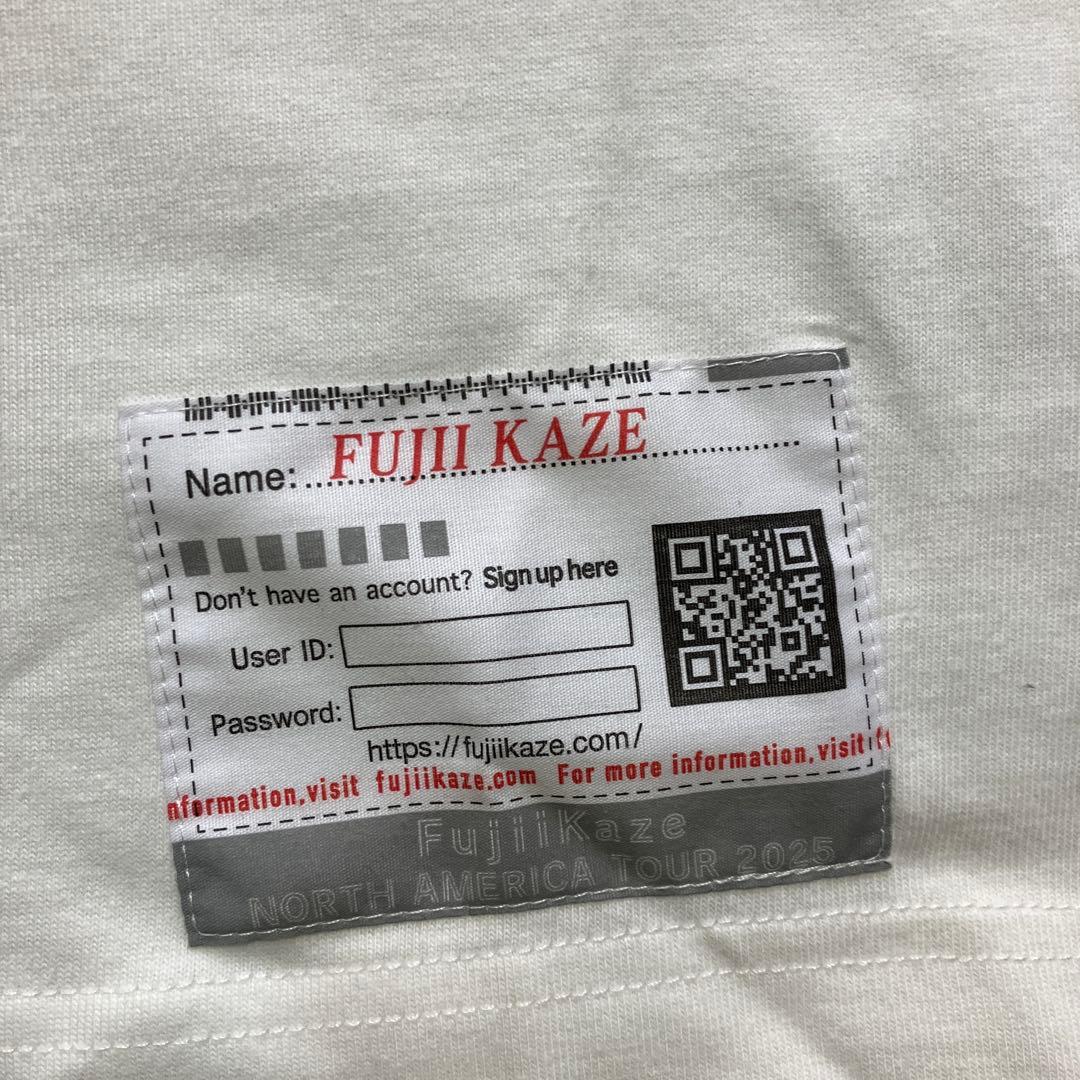 Name: FUJII KAZE
Don't have an account? Sign up here
User ID:
Password:
https://fujiikaze.com/
nformation,visit fujiikaze.com For more information,visit
FujiiKaze
NORTH AMERICA TOUR 2025